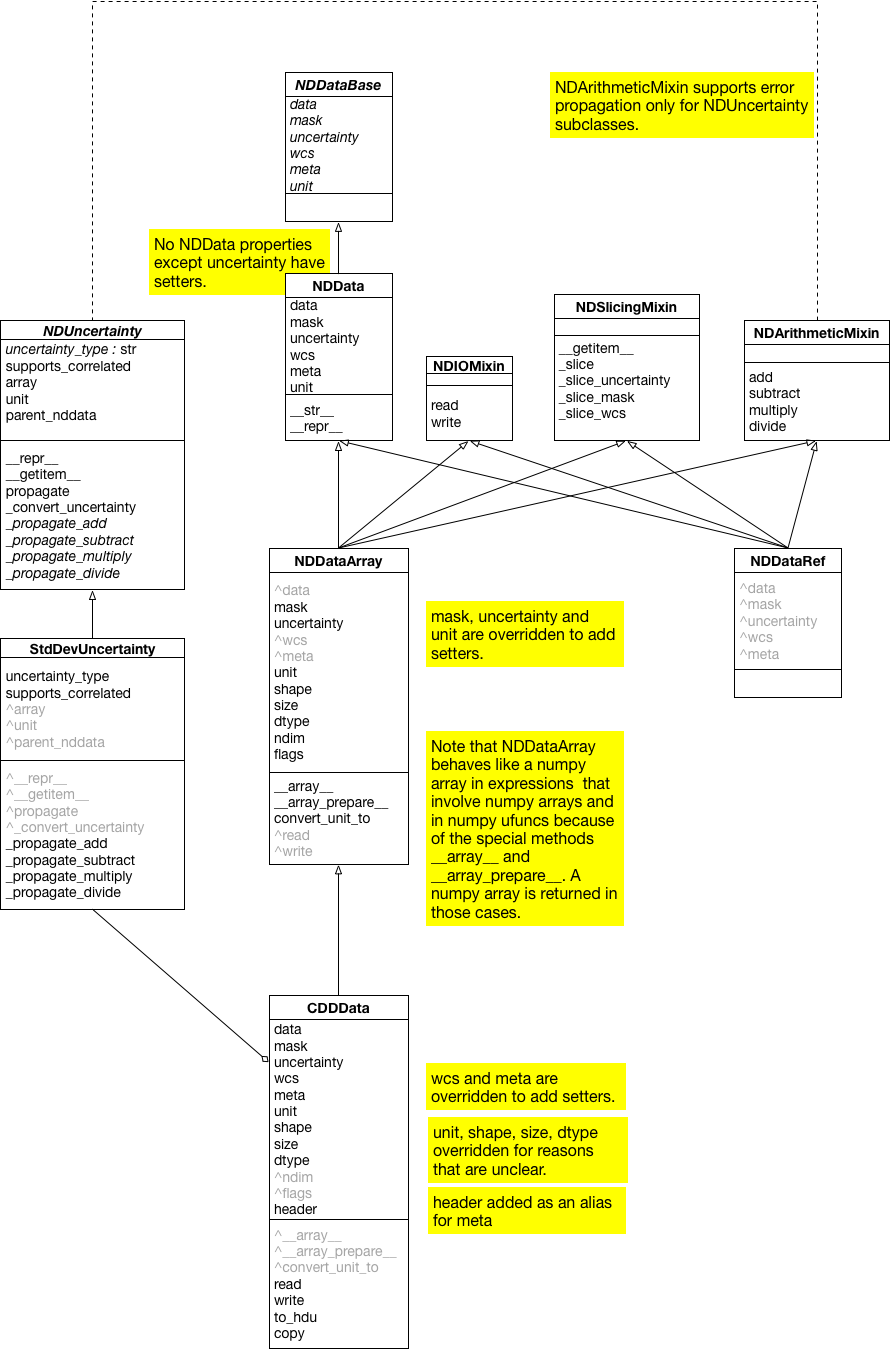 NDDataBase
data
mask
uncertainty
wcs
meta
unit
NDArithmeticMixin supports error
propagation only for NDUncertainty
subclasses.
No NDData properties
except uncertainty have
setters.
NDData
data
mask
uncertainty
wcs
meta
unit
__str__
__repr__
NDIOMixin
read
write
NDSlicingMixin
__getitem__
_slice
_slice_uncertainty
_slice_mask
_slice_wcs
NDArithmeticMixin
add
subtract
multiply
divide
NDUncertainty
uncertainty_type : str
supports_correlated
array
unit
parent_nddata
__repr__
__getitem__
propagate
_convert_uncertainty
_propagate_add
_propagate_subtract
_propagate_multiply
_propagate_divide
StdDevUncertainty
uncertainty_type
supports_correlated
^array
^unit
^parent_nddata
^__repr__
^__getitem__
^propagate
^_convert_uncertainty
_propagate_add
_propagate_subtract
_propagate_multiply
_propagate_divide
NDDataArray
^data
mask
uncertainty
^wcs
^meta
unit
shape
size
dtype
ndim
flags
__array__
__array_prepare__
convert_unit_to
^read
^write
mask, uncertainty and
unit are overridden to add
setters.
Note that NDDataArray
behaves like a numpy
array in expressions  that
involve numpy arrays and
in numpy ufuncs because
of the special methods
__array__ and
__array_prepare__. A
numpy array is returned in
those cases.
NDDataRef
^data
^mask
^uncertainty
^wcs
^meta
CDDData
data
mask
uncertainty
wcs
meta
unit
shape
size
dtype
^ndim
^flags
header
^__array__
^__array_prepare__
^convert_unit_to
read
write
to_hdu
copy
wcs and meta are
overridden to add setters.
unit, shape, size, dtype
overridden for reasons
that are unclear.
header added as an alias
for meta